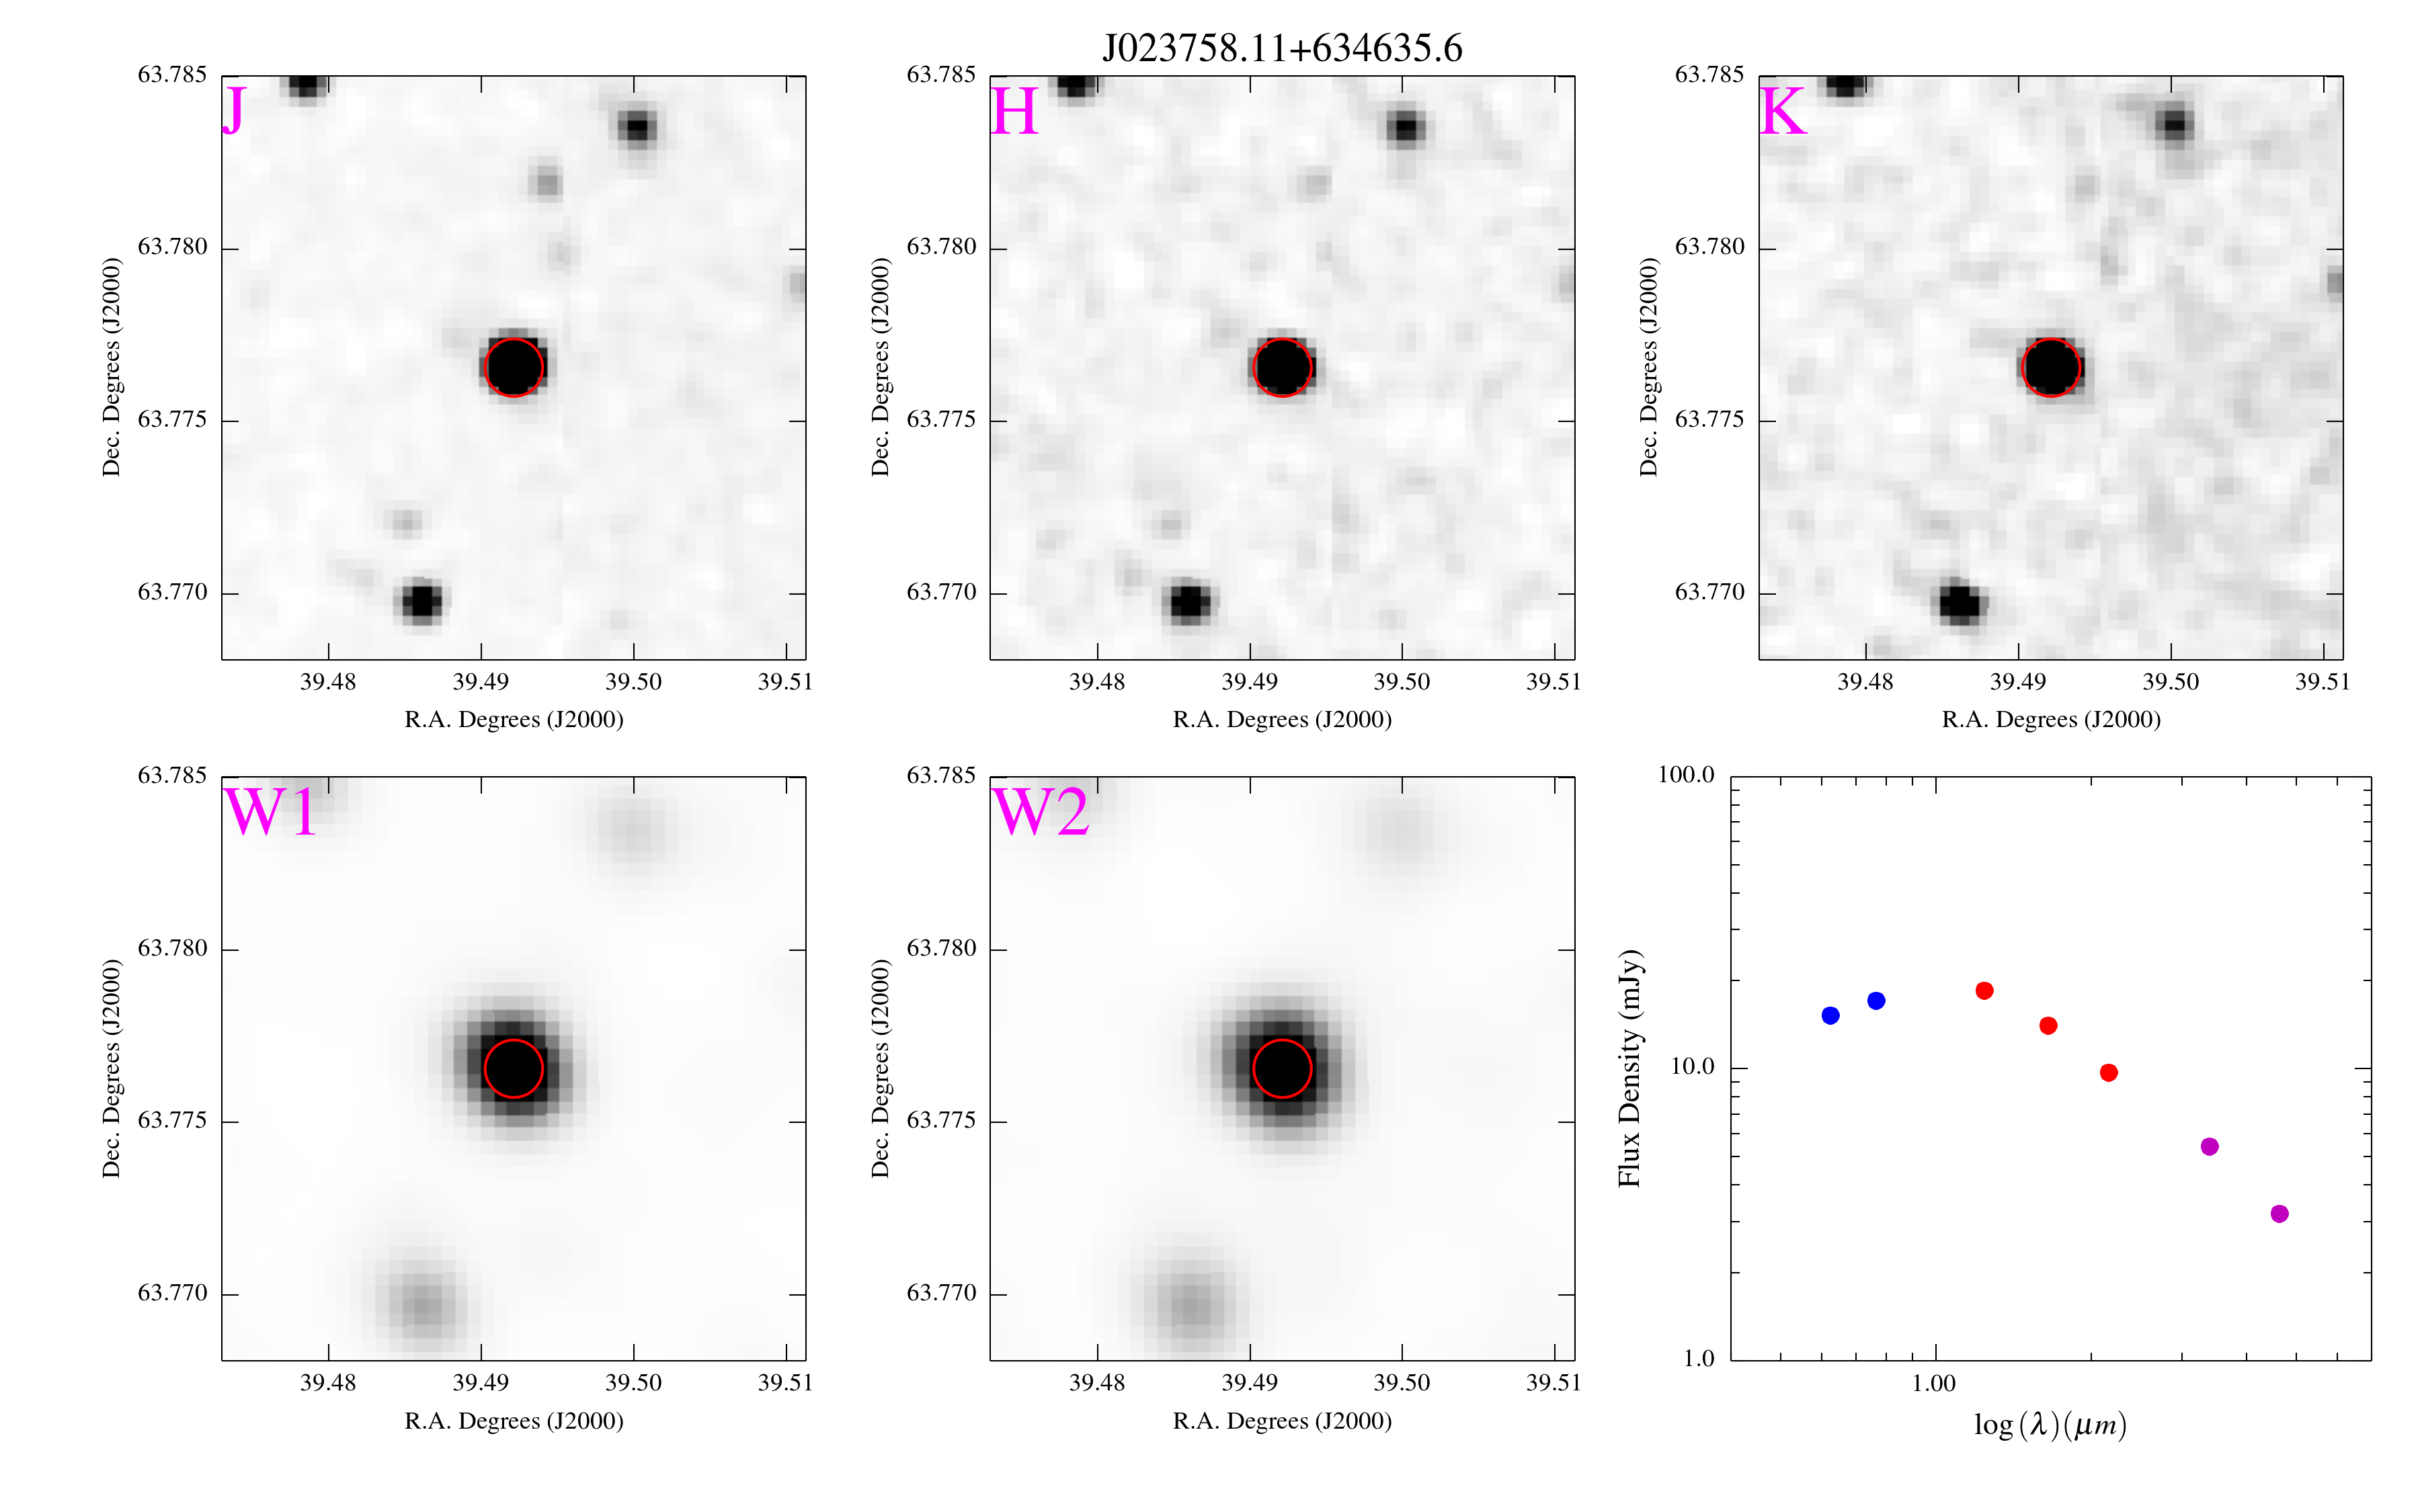 J023758.11+634635.6
J
63.785
63.780
63.775
63.770
Dec. Degrees (J2000)
39.48 39.49 39.50 39.51
R.A. Degrees (J2000)
H
63.785
63.780
63.775
63.770
Dec. Degrees (J2000)
39.48 39.49 39.50 39.51
R.A. Degrees (J2000)
K
63.785
63.780
63.775
63.770
Dec. Degrees (J2000)
39.48 39.49 39.50 39.51
R.A. Degrees (J2000)
W1
63.785
63.780
63.775
63.770
Dec. Degrees (J2000)
39.48 39.49 39.50 39.51
R.A. Degrees (J2000)
W2
63.785
63.780
63.775
63.770
Dec. Degrees (J2000)
39.48 39.49 39.50 39.51
R.A. Degrees (J2000)
100.0
10.0
1.0
Flux Density (mJy)
1.00
log(λ)(μm)